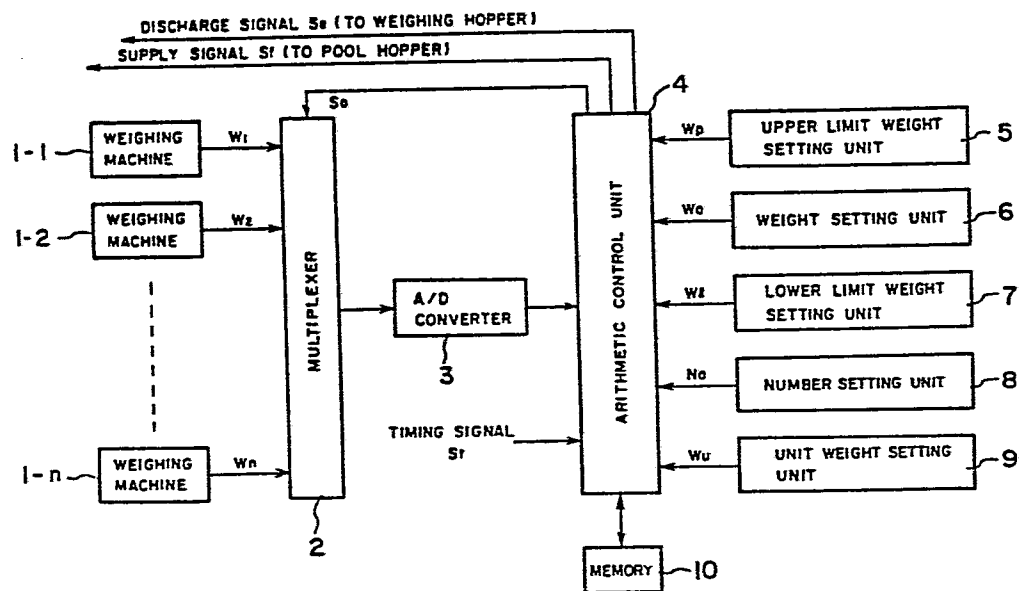 DISCHARGE SIGNAL Se (TO WEIGHING HOPPER)
SUPPLY SIGNAL Sf (TO POOL HOPPER)
Sa
4
1-1
WEIGHING
MACHINE
W1
Wp
UPPER LIMIT WEIGHT
SETTING UNIT
5
1-2
WEIGHING
MACHINE
W2
Wa
WEIGHT SETTING UNIT
6
MULTIPLEXER
A/D
CONVERTER
3
ARITHMETIC CONTROL UNIT
Wℓ
LOWER LIMIT WEIGHT
SETTING UNIT
7
Na
NUMBER SETTING UNIT
8
TIMING SIGNAL
St
1-n
WEIGHING
MACHINE
Wn
Wu
UNIT WEIGHT SETTING
UNIT
9
2
MEMORY
10